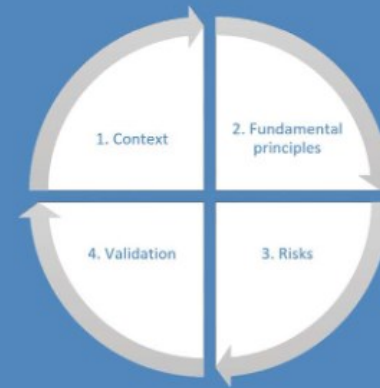 1. Context
2. Fundamental
principles
4. Validation
3. Risks